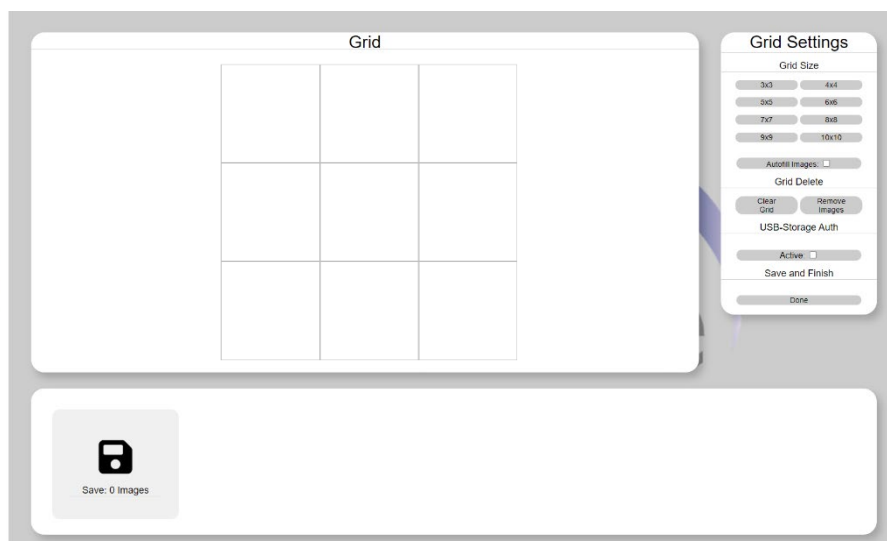 Grid
Grid Settings
Grid Size
3x3 4x4
5x5 6x6
7x7 8x8
9x9 10x10
Autofill Images:
Grid Delete
Clear Grid
Remove Images
USB-Storage Auth
Active
Save and Finish
Done
Save: 0 Images